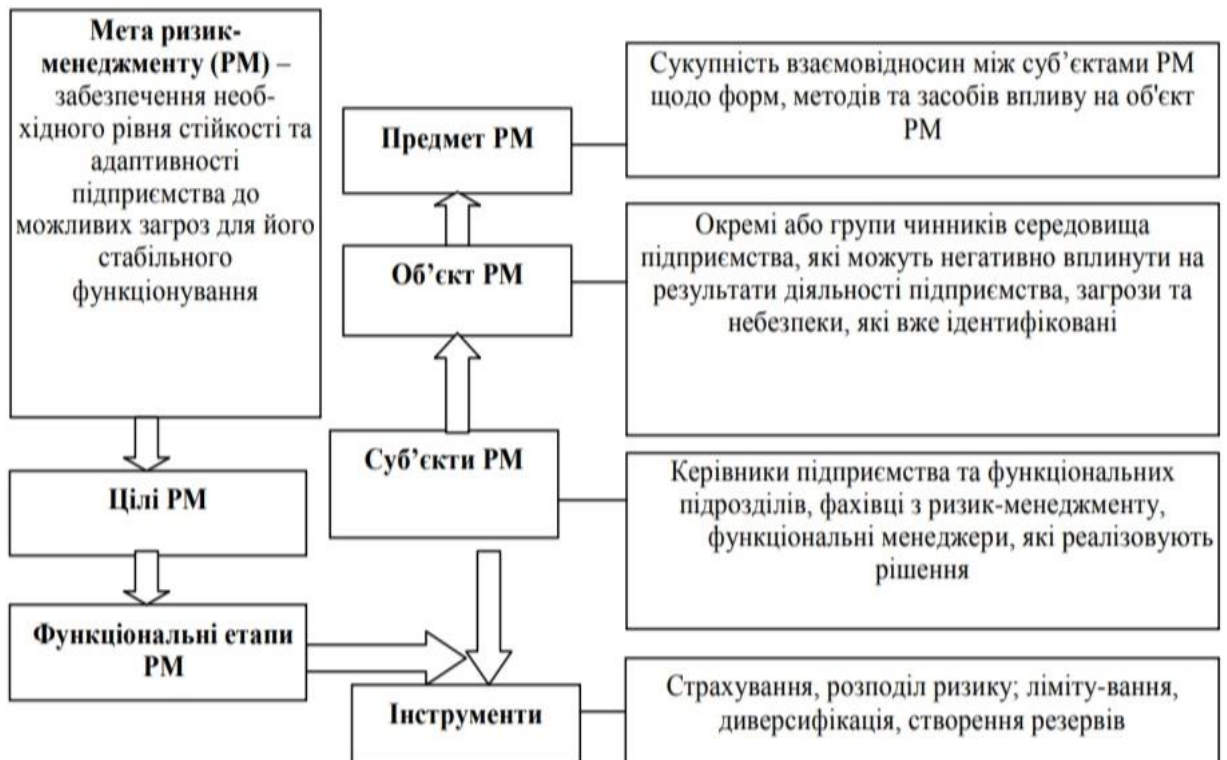 Мета ризик-
менеджменту (РМ) –
забезпечення необ-
хідного рівня стійкості та
адаптивності
підприємства до
можливих загроз для його
стабільного
функціонування
Цілі РМ
Функціональні етапи
РМ
Предмет РМ
Об’єкт РМ
Суб’єкти РМ
Інструменти
Сукупність взаємовідносин між суб’єктами РМ
щодо форм, методів та засобів впливу на об'єкт
РМ
Окремі або групи чинників середовища
підприємства, які можуть негативно вплинути на
результати діяльності підприємства, загрози та
небезпеки, які вже ідентифіковані
Керівники підприємства та функціональних
підрозділів, фахівці з ризик-менеджменту,
функціональні менеджери, які реалізовують
рішення
Страхування, розподіл ризику; ліміту-вання,
диверсифікація, створення резервів